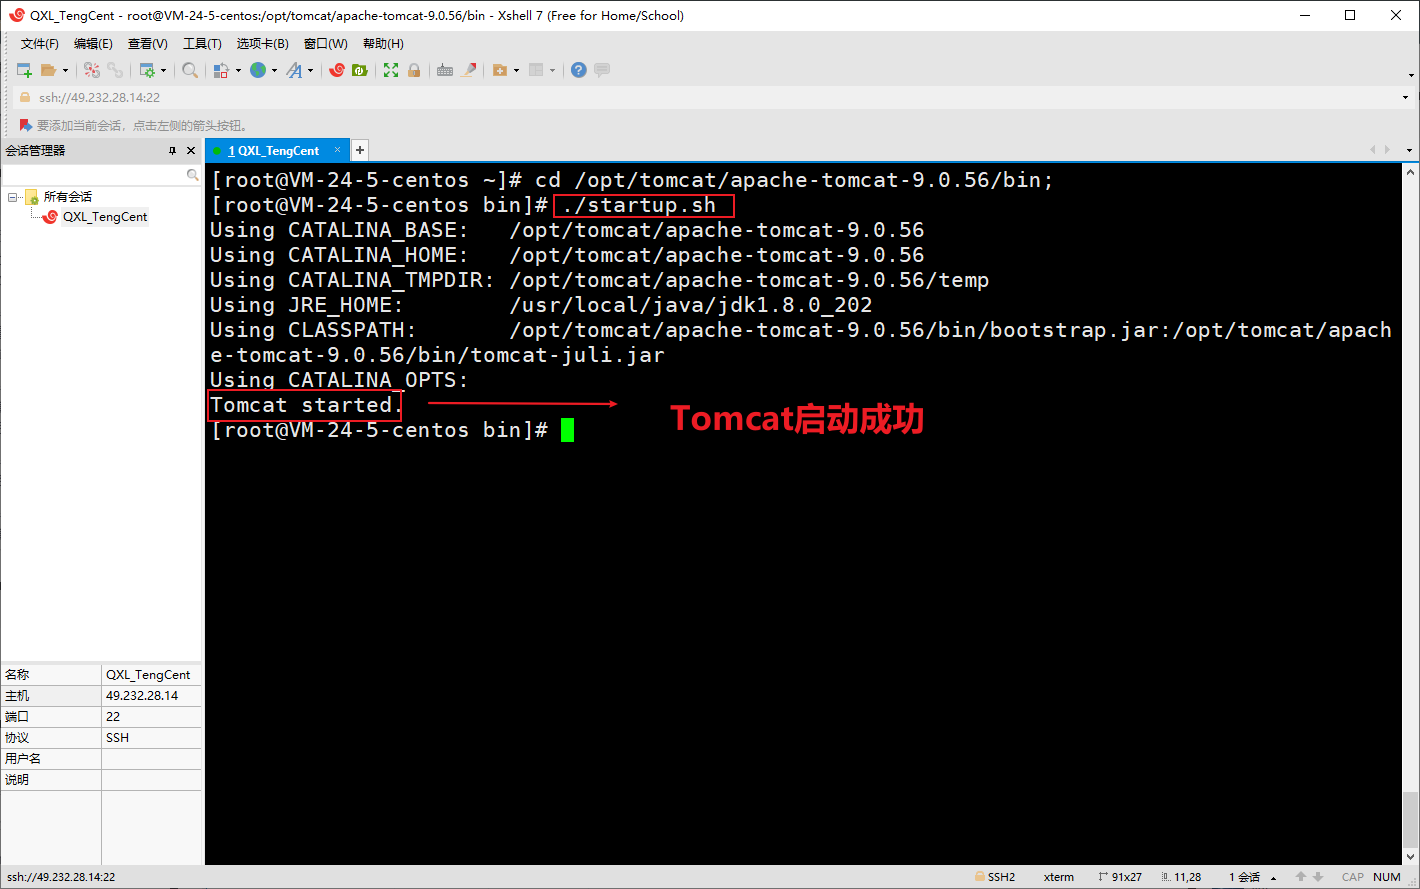 QXL_TengCent - root@VM-24-5-centos:/opt/tomcat/apache-tomcat-9.0.56/bin - Xshell 7 (Free for Home/School)
文件(F) 编辑(E) 查看(V) 工具(T) 选项卡(B) 窗口(W) 帮助(H)
ssh://49.232.28.14:22
要添加当前会话，点击左侧的箭头按钮。
会话管理器
1 QXL_TengCent × +
所有会话
QXL_TengCent
[root@VM-24-5-centos ~]# cd /opt/tomcat/apache-tomcat-9.0.56/bin;
[root@VM-24-5-centos bin]# ./startup.sh
Using CATALINA_BASE:   /opt/tomcat/apache-tomcat-9.0.56
Using CATALINA_HOME:   /opt/tomcat/apache-tomcat-9.0.56
Using CATALINA_TMPDIR: /opt/tomcat/apache-tomcat-9.0.56/temp
Using JRE_HOME:        /usr/local/java/jdk1.8.0_202
Using CLASSPATH:       /opt/tomcat/apache-tomcat-9.0.56/bin/bootstrap.jar:/opt/tomcat/apach
e-tomcat-9.0.56/bin/tomcat-juli.jar
Using CATALINA_OPTS:
Tomcat started.
Tomcat启动成功
[root@VM-24-5-centos bin]#
名称 QXL_TengCent
主机 49.232.28.14
端口 22
协议 SSH
用户名
说明
ssh://49.232.28.14:22 SSH2 xterm 91x27 11,28 1 会话 CAP NUM